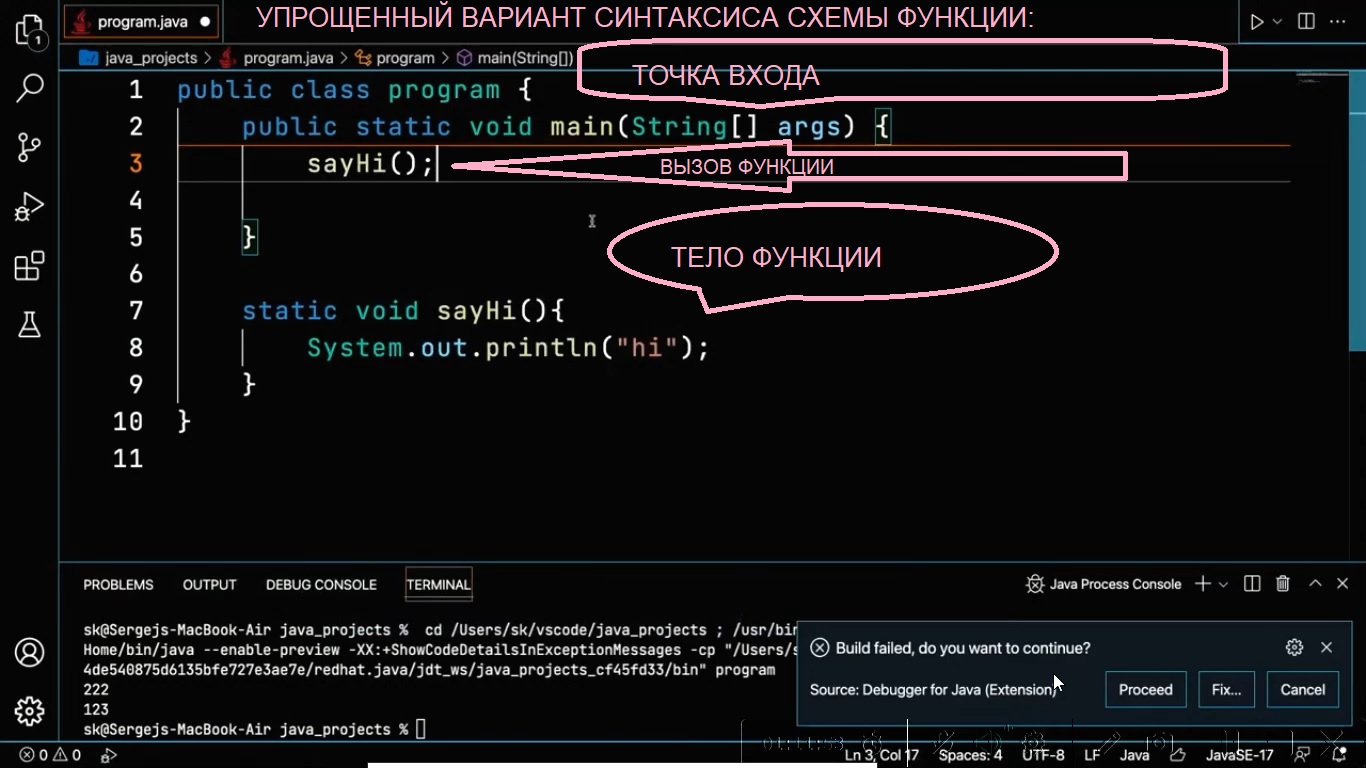 program.java
УПРОЩЕННЫЙ ВАРИАНТ СИНТАКСИСА СХЕМЫ ФУНКЦИИ:
1
java_projects > program.java > program > main(String[])
ТОЧКА ВХОДА
1 public class program {
2 public static void main(String[] args) {
3 sayHi();
ВЫЗОВ ФУНКЦИИ
4
5 }
ТЕЛО ФУНКЦИИ
6
7 static void sayHi(){
8 System.out.println("hi");
9 }
10 }
11
PROBLEMS OUTPUT DEBUG CONSOLE TERMINAL
Java Process Console
sk@Sergejs-MacBook-Air java_projects % cd /Users/sk/vscode/java_projects ; /usr/bin
Home/bin/java --enable-preview -XX:+ShowCodeDetailsInExceptionMessages -cp "/Users/s
4de540875d6135bfe727e3ae7e/redhat.java/jdt_ws/java_projects_cf45fd33/bin" program
222
123
sk@Sergejs-MacBook-Air java_projects %
Build failed, do you want to continue?
Source: Debugger for Java (Extension)
Proceed Fix... Cancel
0 0
Ln 3, Col 17 Spaces: 4 UTF-8 LF Java JavaSE-17